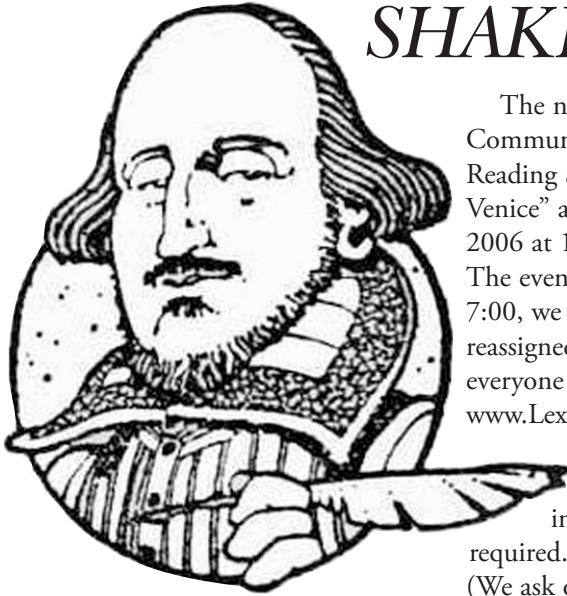 SHAK
The n
Commun
Reading
Venice” a
2006 at 1
The even
7:00, we
reassigned
everyone
www.Lex
in
required.
(We ask o